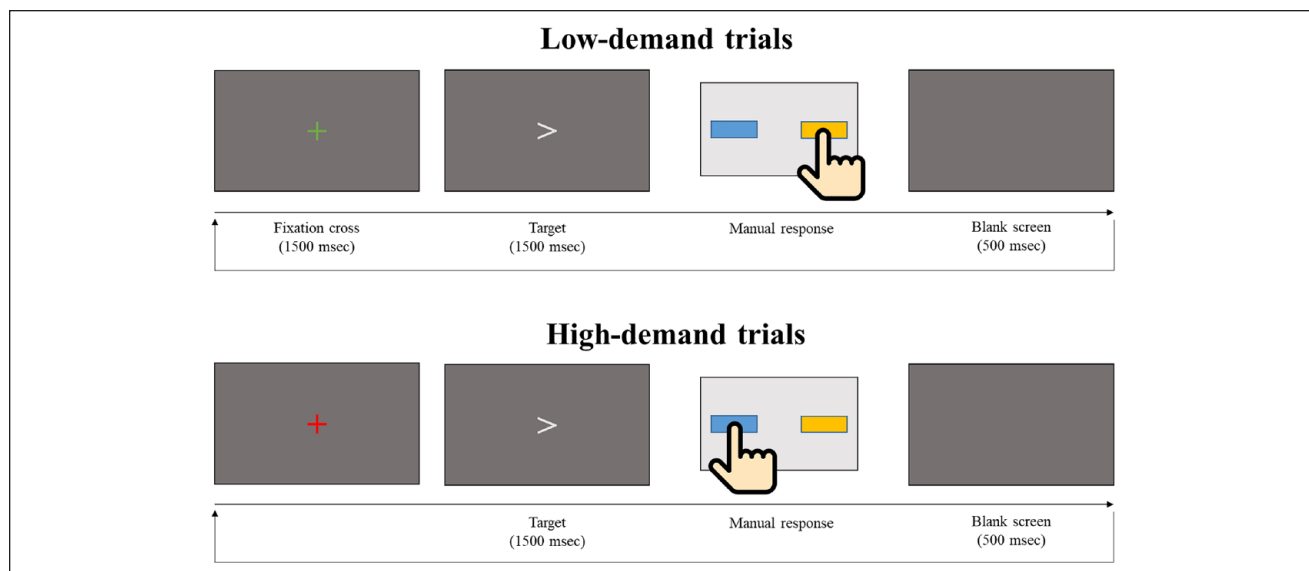 Low-demand trials
+
>
Fixation cross
(1500 msec)
Target
(1500 msec)
Manual response
Blank screen
(500 msec)
High-demand trials
+
>
Target
(1500 msec)
Manual response
Blank screen
(500 msec)